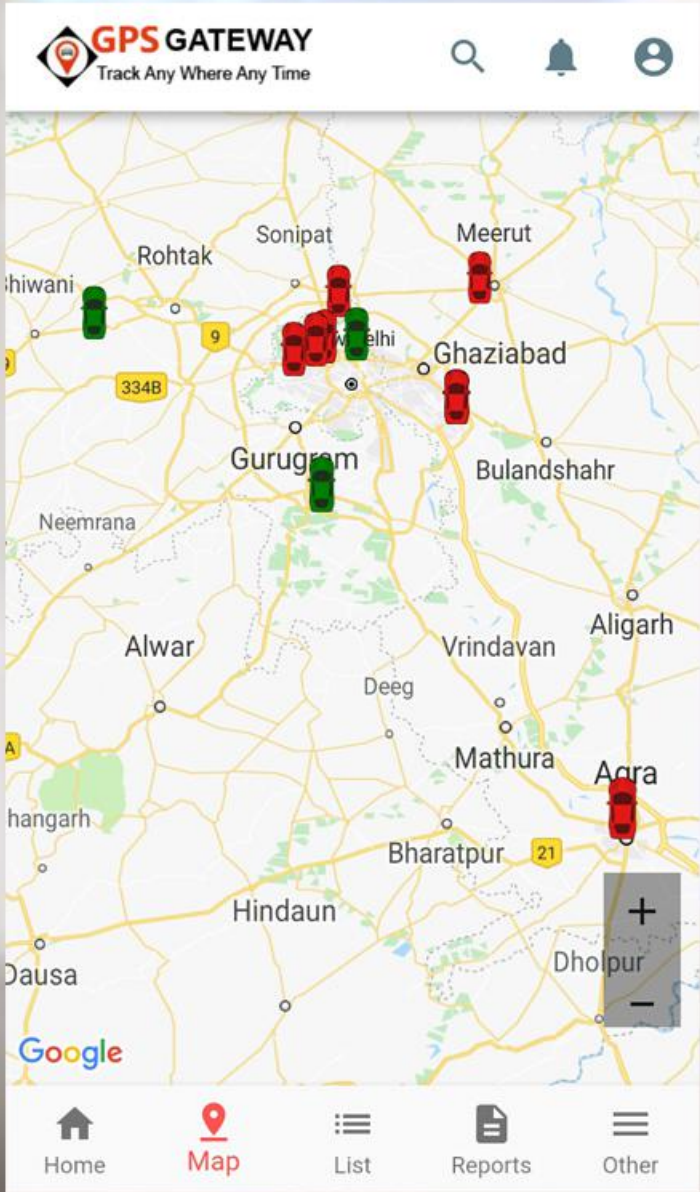 GPS GATEWAY
Track Any Where Any Time
Sonipat
Meerut
Rohtak
9
Ghaziabad
334B
Gurugram
Bulandshahr
Neemrana
Aligarh
Alwar
Vrindavan
Deeg
A
Mathura
Agra
hangarh
Bharatpur
21
Hindaun
Dholpur
Dausa
Google
+
−
Home
Map
List
Reports
Other